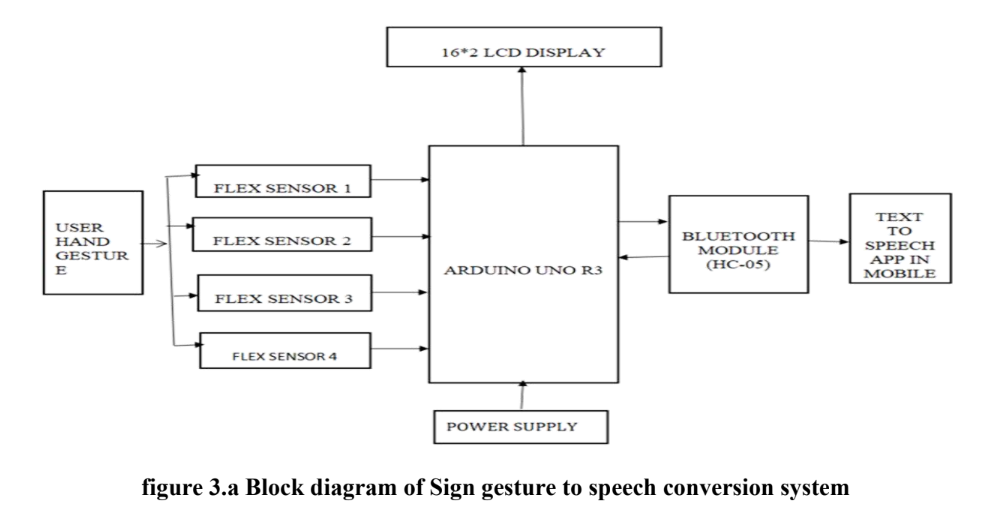 16*2 LCD DISPLAY
FLEX SENSOR 1
FLEX SENSOR 2
FLEX SENSOR 3
FLEX SENSOR 4
USER
HAND
GESTUR
E
ARDUINO UNO R3
BLUETOOTH
MODULE
(HC-05)
TEXT
TO
SPEECH
APP IN
MOBILE
POWER SUPPLY
figure 3.a Block diagram of Sign gesture to speech conversion system